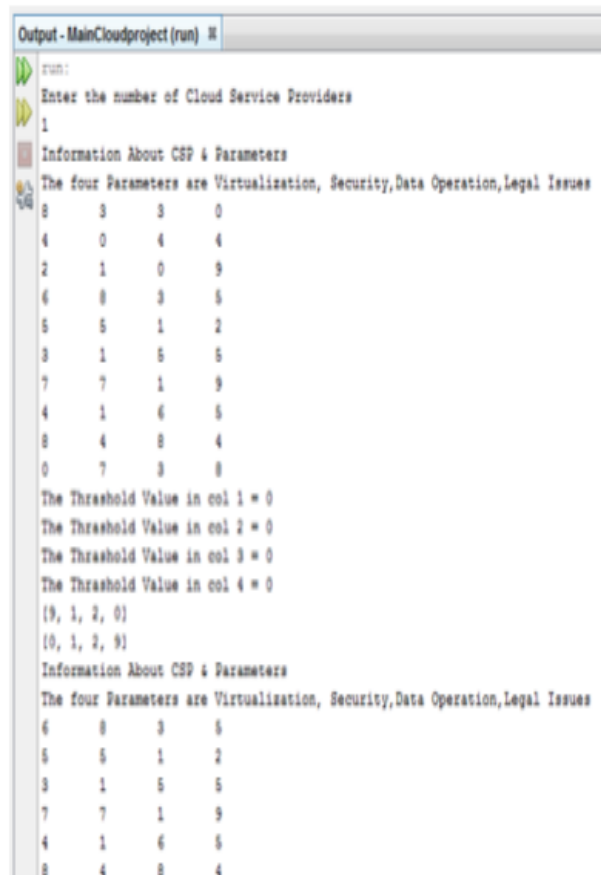 Output - MainCloudproject (run)
run:
Enter the number of Cloud Service Providers
1
Information About CSP & Parameters
The four Parameters are Virtualization, Security,Data Operation,Legal Issues
8 3 3 0
4 0 4 4
2 1 0 9
6 8 3 5
5 5 1 2
3 1 5 5
7 7 1 9
4 1 6 5
8 4 8 4
0 7 3 8
The Thrashold Value in col 1 = 0
The Thrashold Value in col 2 = 0
The Thrashold Value in col 3 = 0
The Thrashold Value in col 4 = 0
[9, 1, 2, 0]
[0, 1, 2, 9]
Information About CSP & Parameters
The four Parameters are Virtualization, Security,Data Operation,Legal Issues
6 8 3 5
5 5 1 2
3 1 5 5
7 7 1 9
4 1 6 5
8 4 8 4